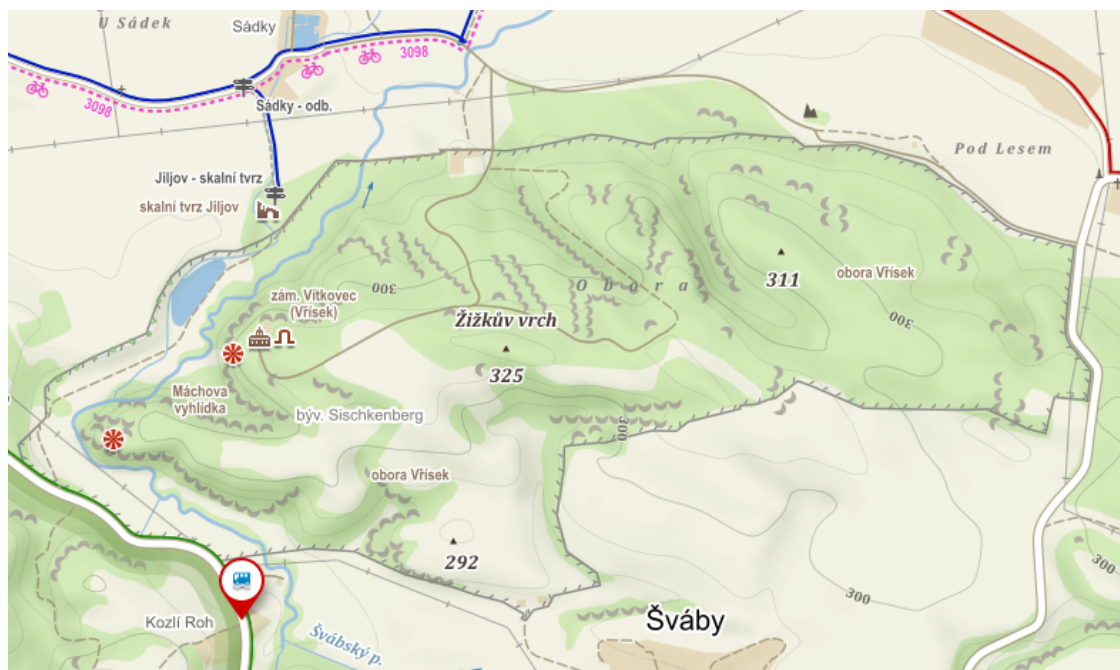 U Sádek
Sádky
3098
3098
Sádky - odb.
Jiljov - skalní tvrz
skalní tvrz Jiljov
Pod Lesem
311
obora Vřísek
Obora
300
zám. Vítkovec
(Vřísek)
Žižkův vrch
325
300
Máchova
vyhlídka
býv. Sischkenberg
300
obora Vřísek
292
300
Kozlí Roh
Švábský p.
Šváby